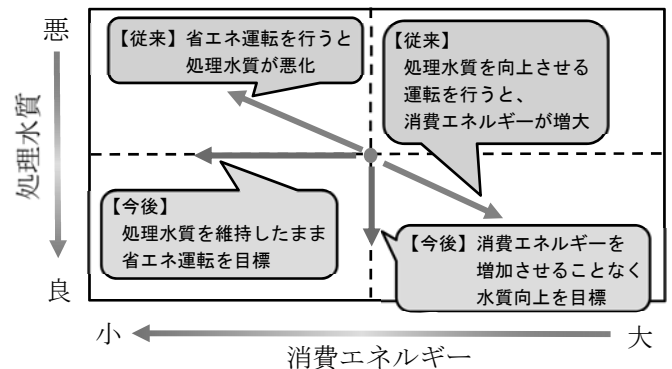 悪
処理水質
良
【従来】省エネ運転を行うと
処理水質が悪化
【従来】
処理水質を向上させる
運転を行うと、
消費エネルギーが増大
【今後】
処理水質を維持したまま
省エネ運転を目標
【今後】消費エネルギーを
増加させることなく
水質向上を目標
小
大
消費エネルギー